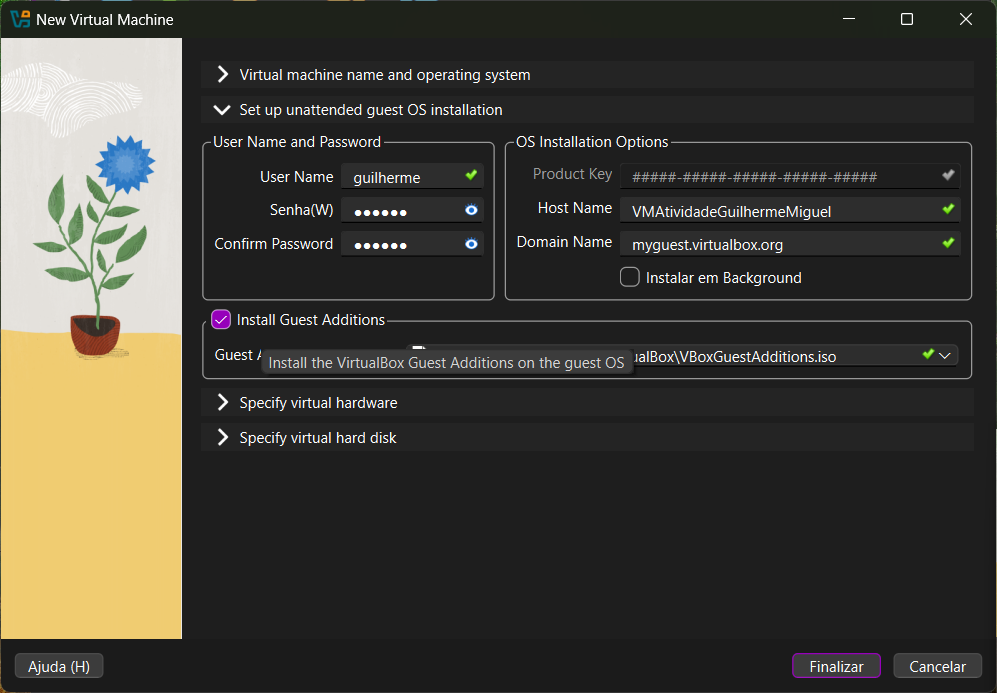 New Virtual Machine
Virtual machine name and operating system
Set up unattended guest OS installation
User Name and Password
User Name guilherme
Senha(W) ●●●●●●
Confirm Password ●●●●●●
OS Installation Options
Product Key #####-#####-#####-#####-#####
Host Name VMAtividadeGuilhermeMiguel
Domain Name myguest.virtualbox.org
Instalar em Background
Install Guest Additions
Guest
Install the VirtualBox Guest Additions on the guest OS
ualBox\VBoxGuestAdditions.iso
Specify virtual hardware
Specify virtual hard disk
Ajuda (H)
Finalizar
Cancelar